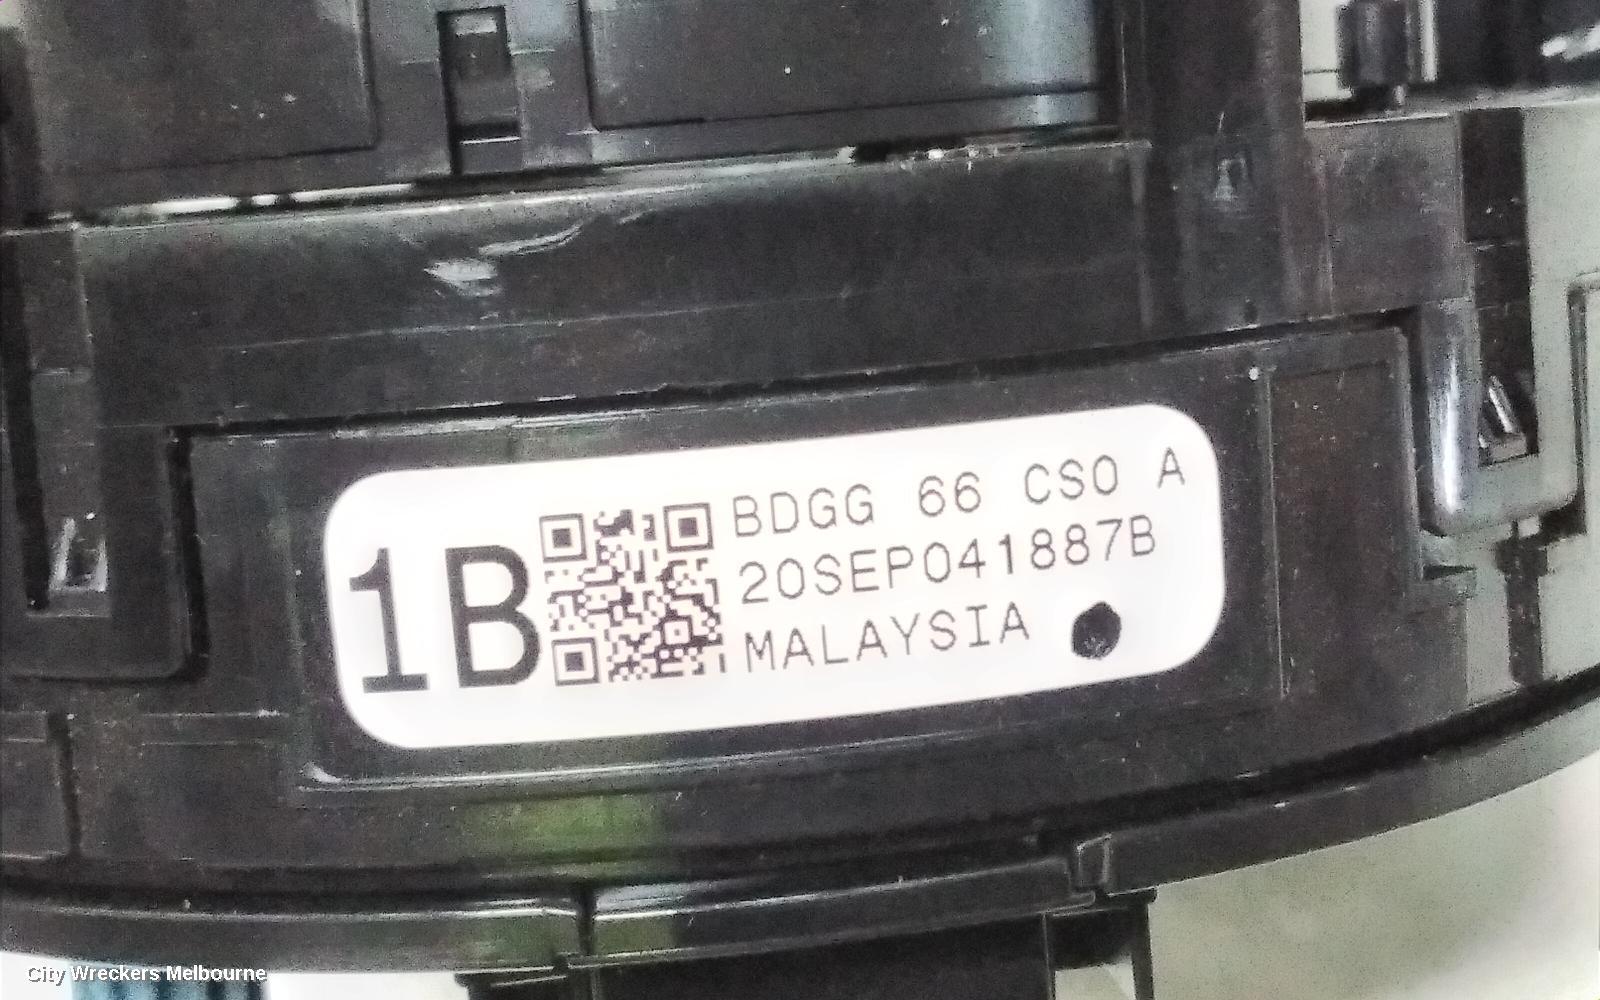 1B
BDGG 66 CS0 A
20SEP041887B
MALAYSIA
City Wreckers Melbourne